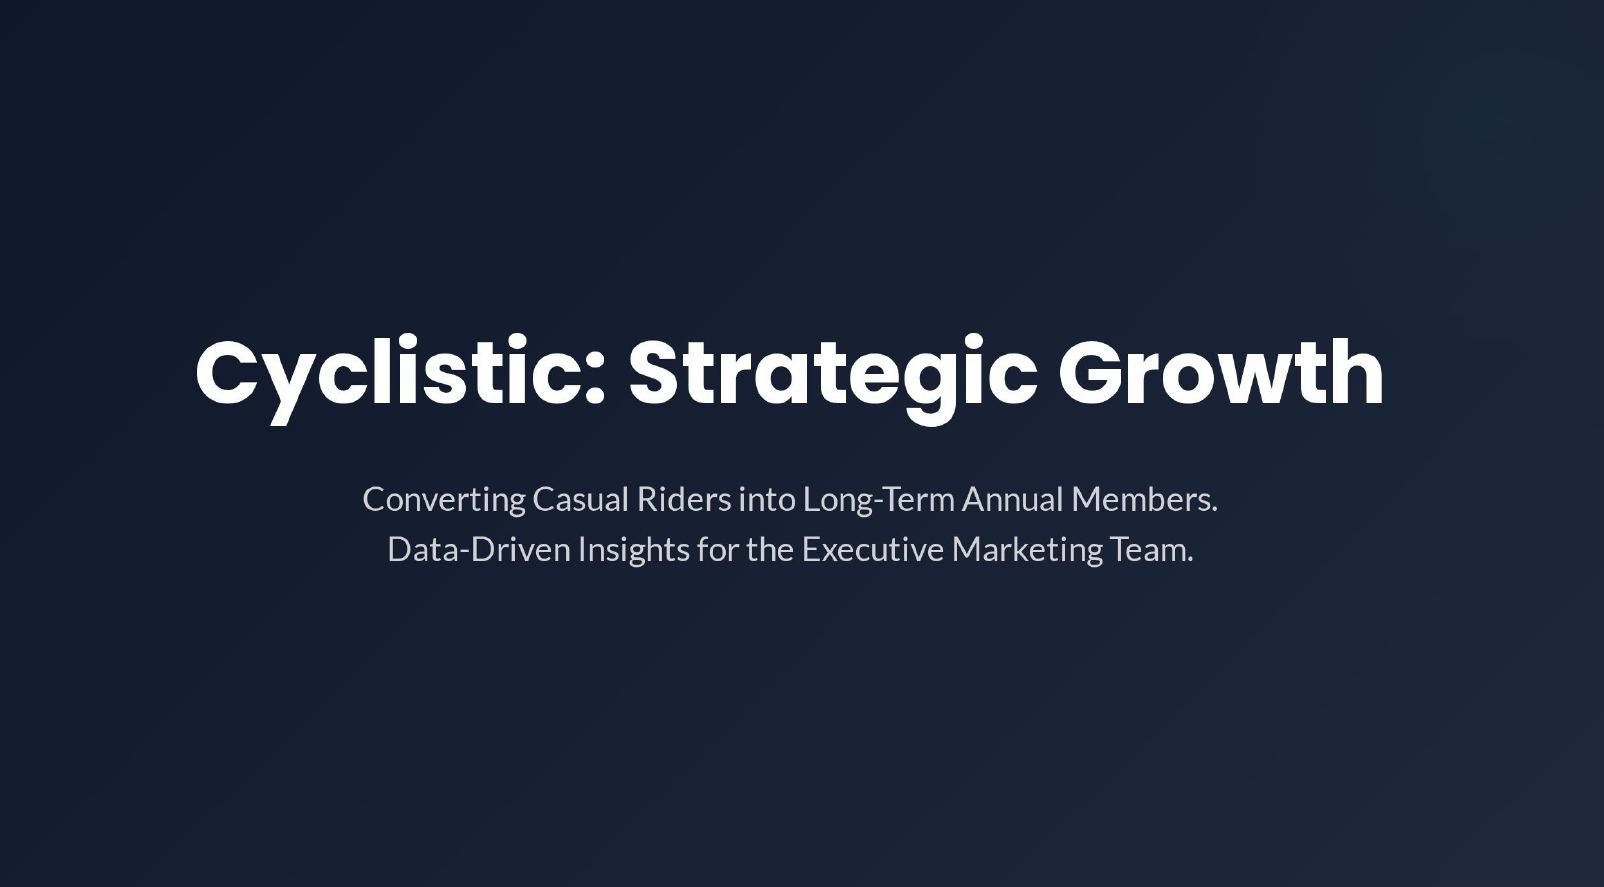 Cyclistic: Strategic Growth
Converting Casual Riders into Long-Term Annual Members.
Data-Driven Insights for the Executive Marketing Team.